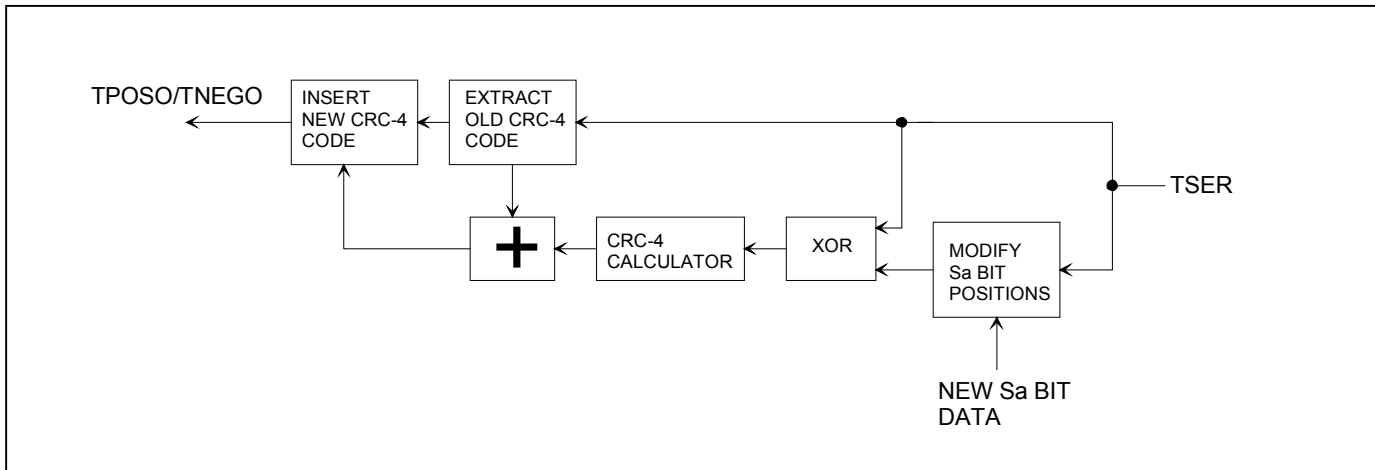 TPOSO/TNEGO
INSERT
NEW CRC-4
CODE
EXTRACT
OLD CRC-4
CODE
TSER
+
CRC-4
CALCULATOR
XOR
MODIFY
Sa BIT
POSITIONS
NEW Sa BIT
DATA